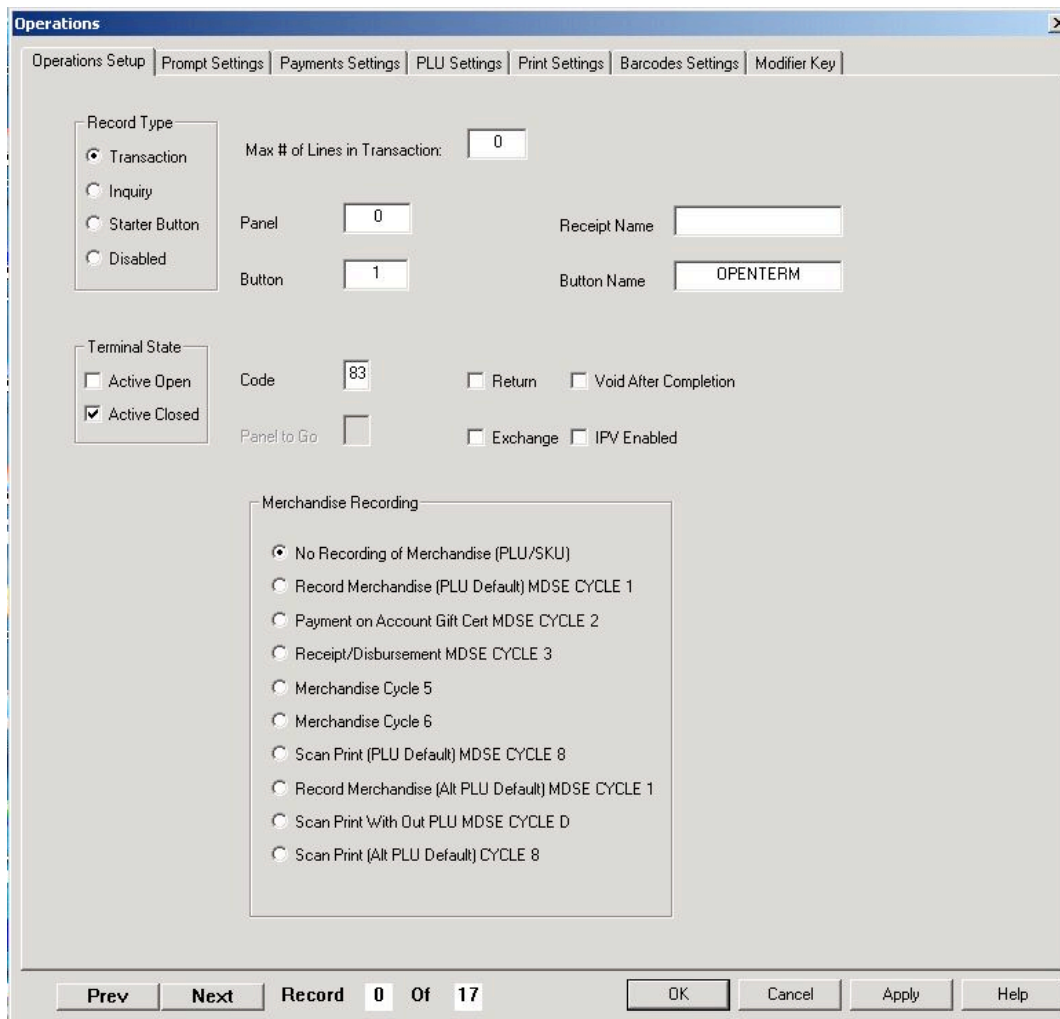 Operations
Operations Setup Prompt Settings Payments Settings PLU Settings Print Settings Barcodes Settings Modifier Key
Record Type
Transaction
Inquiry
Starter Button
Disabled
Max # of Lines in Transaction: 0
Panel 0
Receipt Name
Button 1
Button Name OPENTERM
Terminal State
Active Open
Active Closed
Code 83
Return Void After Completion
Panel to Go
Exchange IPV Enabled
Merchandise Recording
No Recording of Merchandise (PLU/SKU)
Record Merchandise (PLU Default) MDSE CYCLE 1
Payment on Account Gift Cert MDSE CYCLE 2
Receipt/Disbursement MDSE CYCLE 3
Merchandise Cycle 5
Merchandise Cycle 6
Scan Print (PLU Default) MDSE CYCLE 8
Record Merchandise (Alt PLU Default) MDSE CYCLE 1
Scan Print With Out PLU MDSE CYCLE D
Scan Print (Alt PLU Default) CYCLE 8
Prev Next Record 0 Of 17 OK Cancel Apply Help